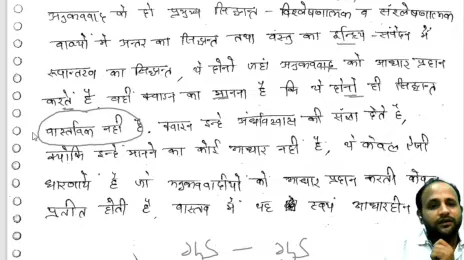 अनुभववाद के दो प्रमुख सिद्धान्त - विश्लेषणात्मक व संश्लेषणात्मक
वाक्यों में अन्तर का सिद्धान्त तथा वस्तु का इन्द्रिय - संवेदन में
रूपान्तरण का सिद्धान्त, ये दोनों जहां अनुभववाद को आधार प्रदान
करते हैं वहीं क्वाइन का मानना है कि ये दोनों ही सिद्धान्त
वास्तविक नहीं है. क्वाइन इन्हें अंधविश्वास की संज्ञा देते हैं,
क्योंकि इन्हें मानने का कोई आधार नहीं है, ये केवल ऐसी
धारणायें हैं जो अनुभववादीयों को आधार प्रदान करती केवल
प्रतीत होती है, वास्तव में यह स्वयं आधारहीन